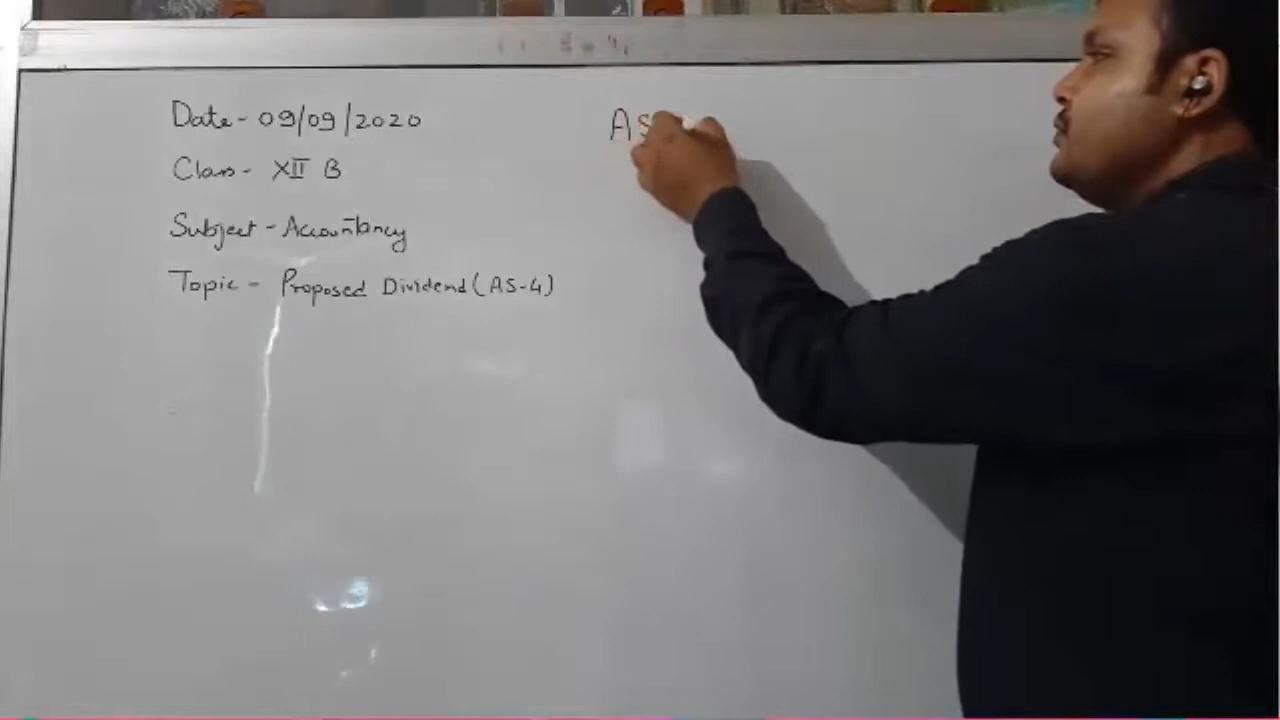 Date - 09/09/2020
Class - XII B
Subject - Accountancy
Topic - Proposed Dividend (AS-4)
AS